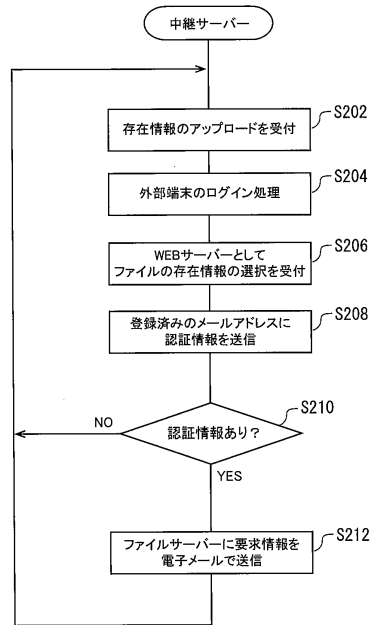 中継サーバー
存在情報のアップロードを受付
S202
外部端末のログイン処理
S204
WEBサーバーとして
ファイルの存在情報の選択を受付
S206
登録済みのメールアドレスに
認証情報を送信
S208
認証情報あり？
S210
NO
YES
ファイルサーバーに要求情報を
電子メールで送信
S212